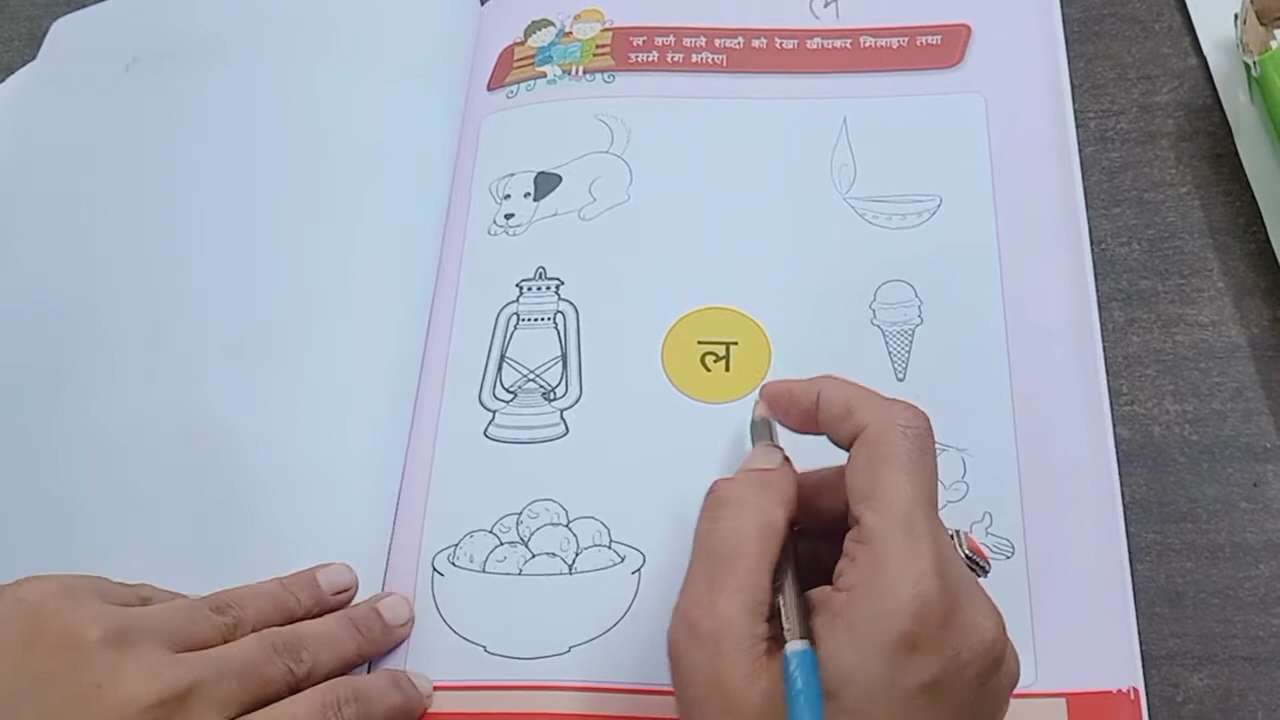 'ल' वर्ण वाले शब्दों को रेखा खींचकर मिलाइए तथा
उसमें रंग भरिए|
ल